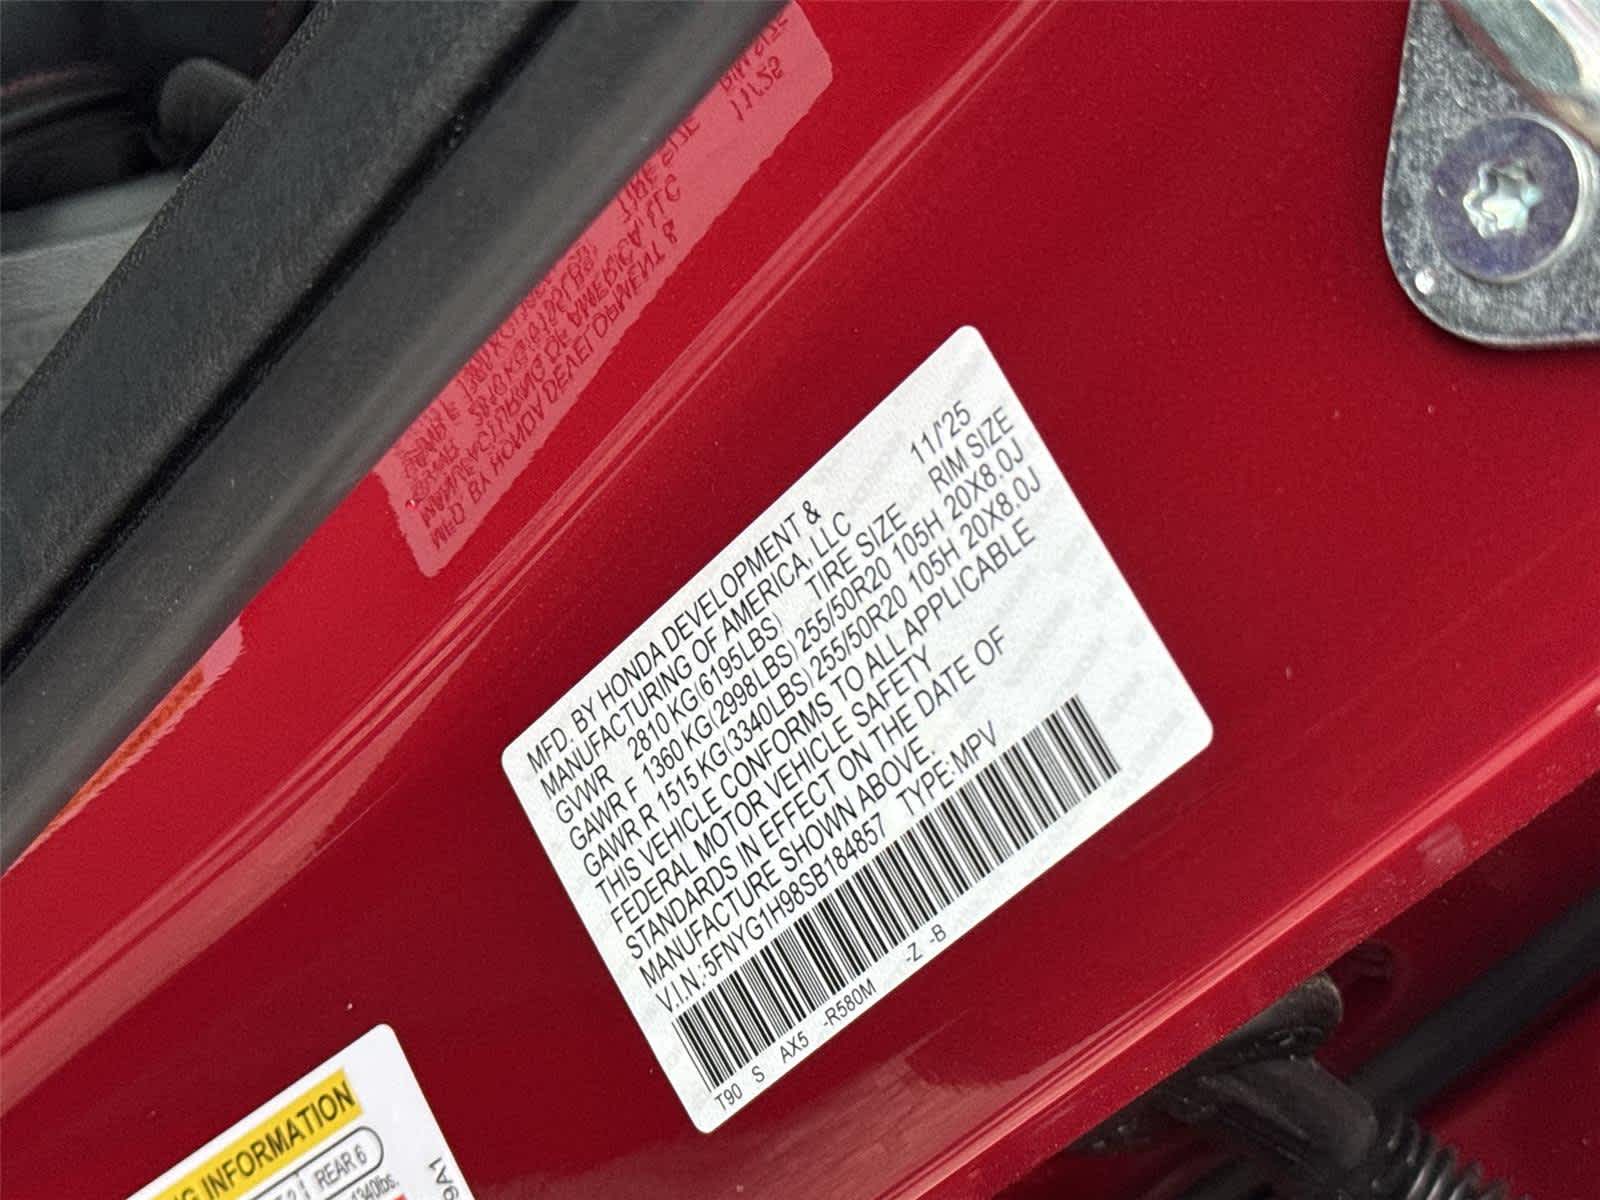 MFD. BY HONDA DEVELOPMENT &
MANUFACTURING OF AMERICA, LLC 11/'25
GVWR 2810 KG(6195LBS) TIRE SIZE RIM SIZE
GAWR F 1360 KG(2998LBS) 255/50R20 105H 20X8.0J
GAWR R 1515 KG(3340LBS) 255/50R20 105H 20X8.0J
THIS VEHICLE CONFORMS TO ALL APPLICABLE
FEDERAL MOTOR VEHICLE SAFETY
STANDARDS IN EFFECT ON THE DATE OF
MANUFACTURE SHOWN ABOVE.
V.I.N.:5FNYG1H98SB184857 TYPE:MPV
T90 S AX5 -R580M -Z -B
INFORMATION
REAR 6
1340lbs.
9A1